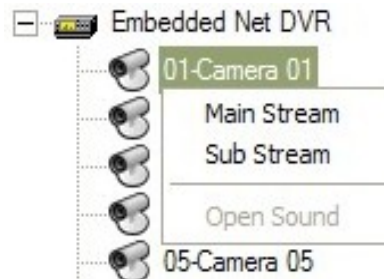 Embedded Net DVR
01-Camera 01
Main Stream
Sub Stream
Open Sound
05-Camera 05